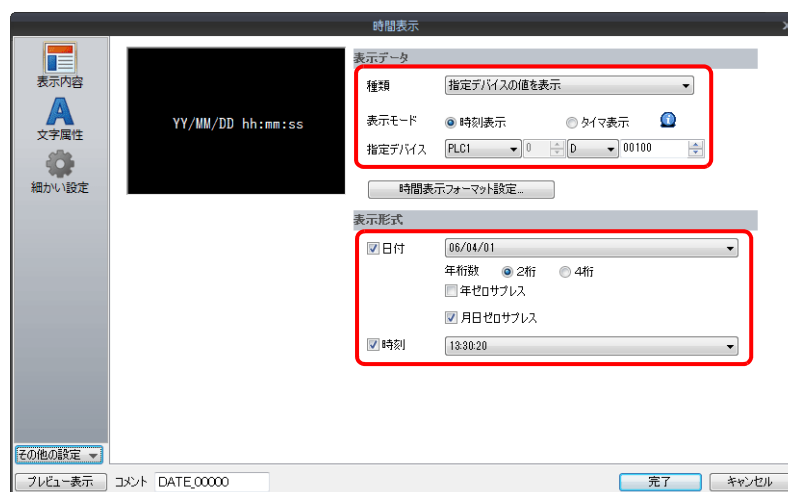 時間表示
表示内容
文字属性
細かい設定
YY/MM/DD hh:mm:ss
表示データ
種類 指定デバイスの値を表示
表示モード 時刻表示 タイマ表示
指定デバイス PLC1 0 D 00100
時間表示フォーマット設定...
表示形式
日付 06/04/01
年桁数 2桁 4桁
年ゼロサプレス
月日ゼロサプレス
時刻 13:30:20
その他の設定
プレビュー表示 コメント DATE_00000 完了 キャンセル